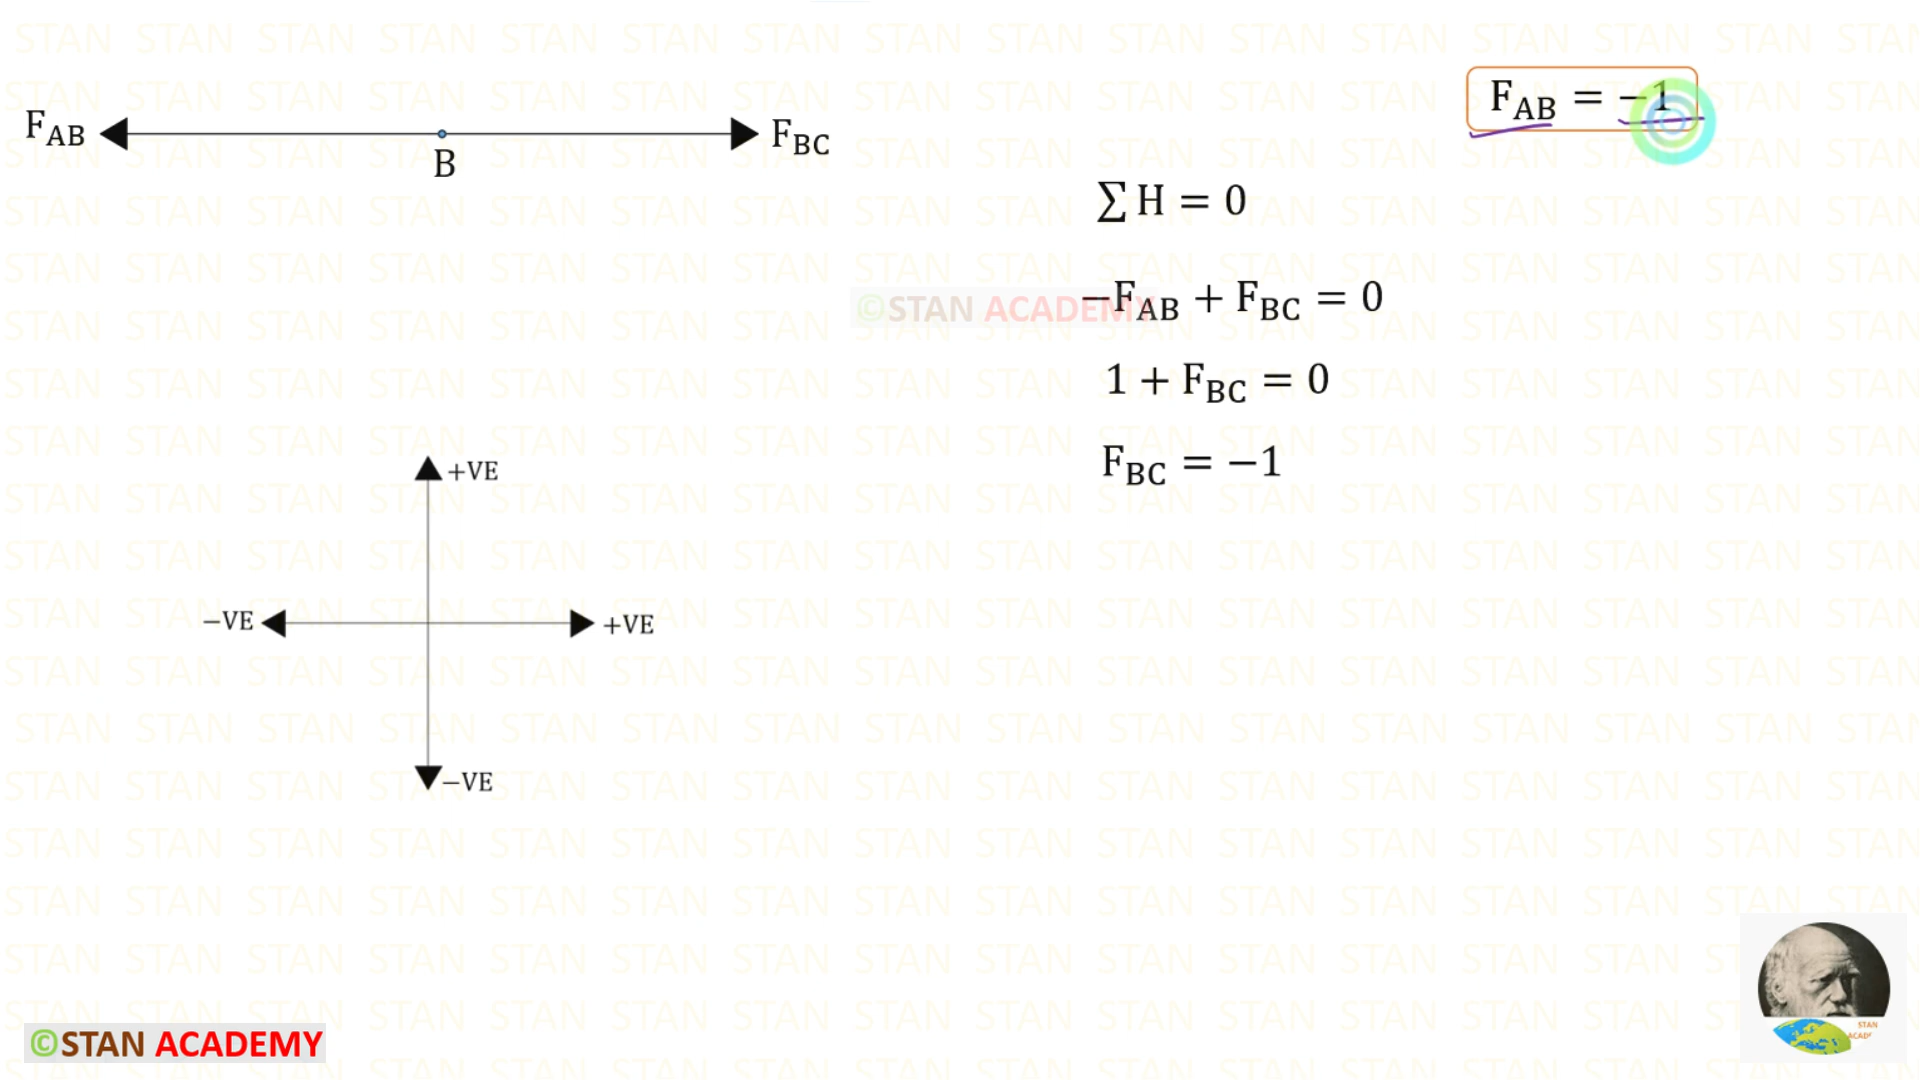 F_AB = −1
F_AB
F_BC
B
∑ H = 0
−F_AB + F_BC = 0
©STAN ACADEMY
1 + F_BC = 0
F_BC = −1
+VE
−VE
+VE
−VE
©STAN ACADEMY
STAN